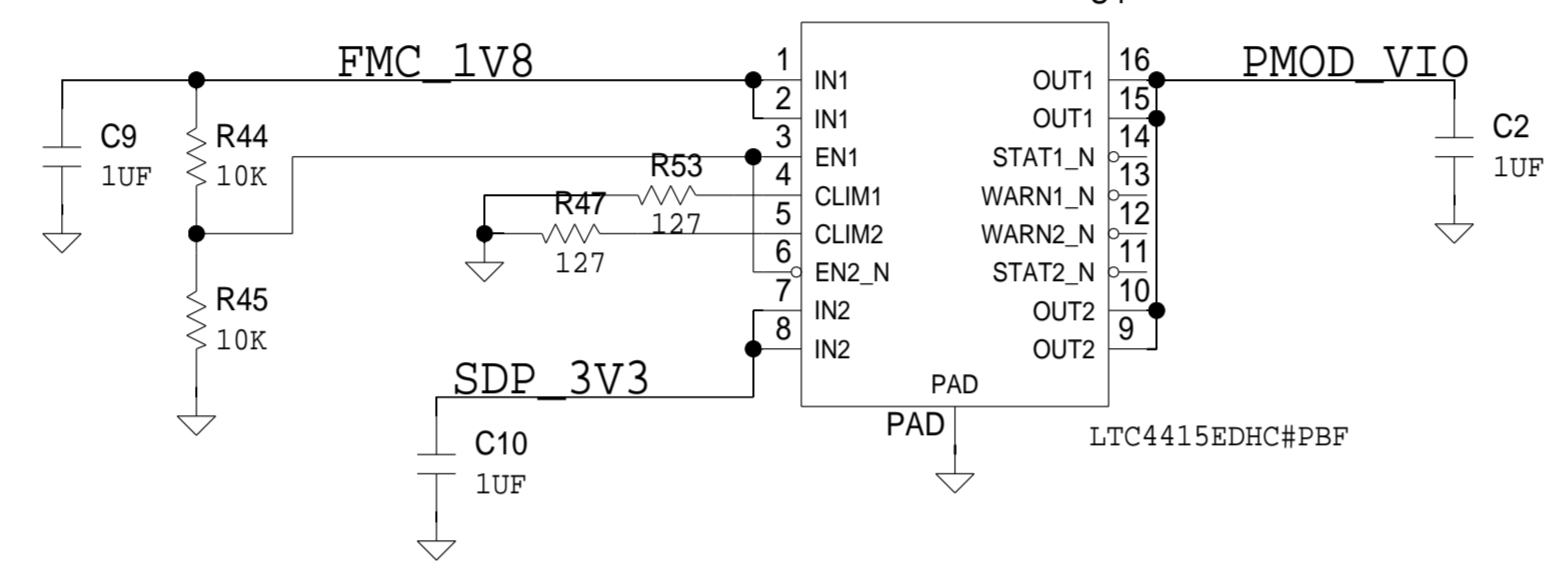 FMC_1V8
C9
1UF
R44
10K
R45
10K
R53
127
R47
127
SDP_3V3
C10
1UF
1 IN1
2 IN1
3 EN1
4 CLIM1
5 CLIM2
6 EN2_N
7 IN2
8 IN2
16 OUT1
15 OUT1
14 STAT1_N
13 WARN1_N
12 WARN2_N
11 STAT2_N
10 OUT2
9 OUT2
PAD
PAD
LTC4415EDHC#PBF
PMOD_VIO
C2
1UF